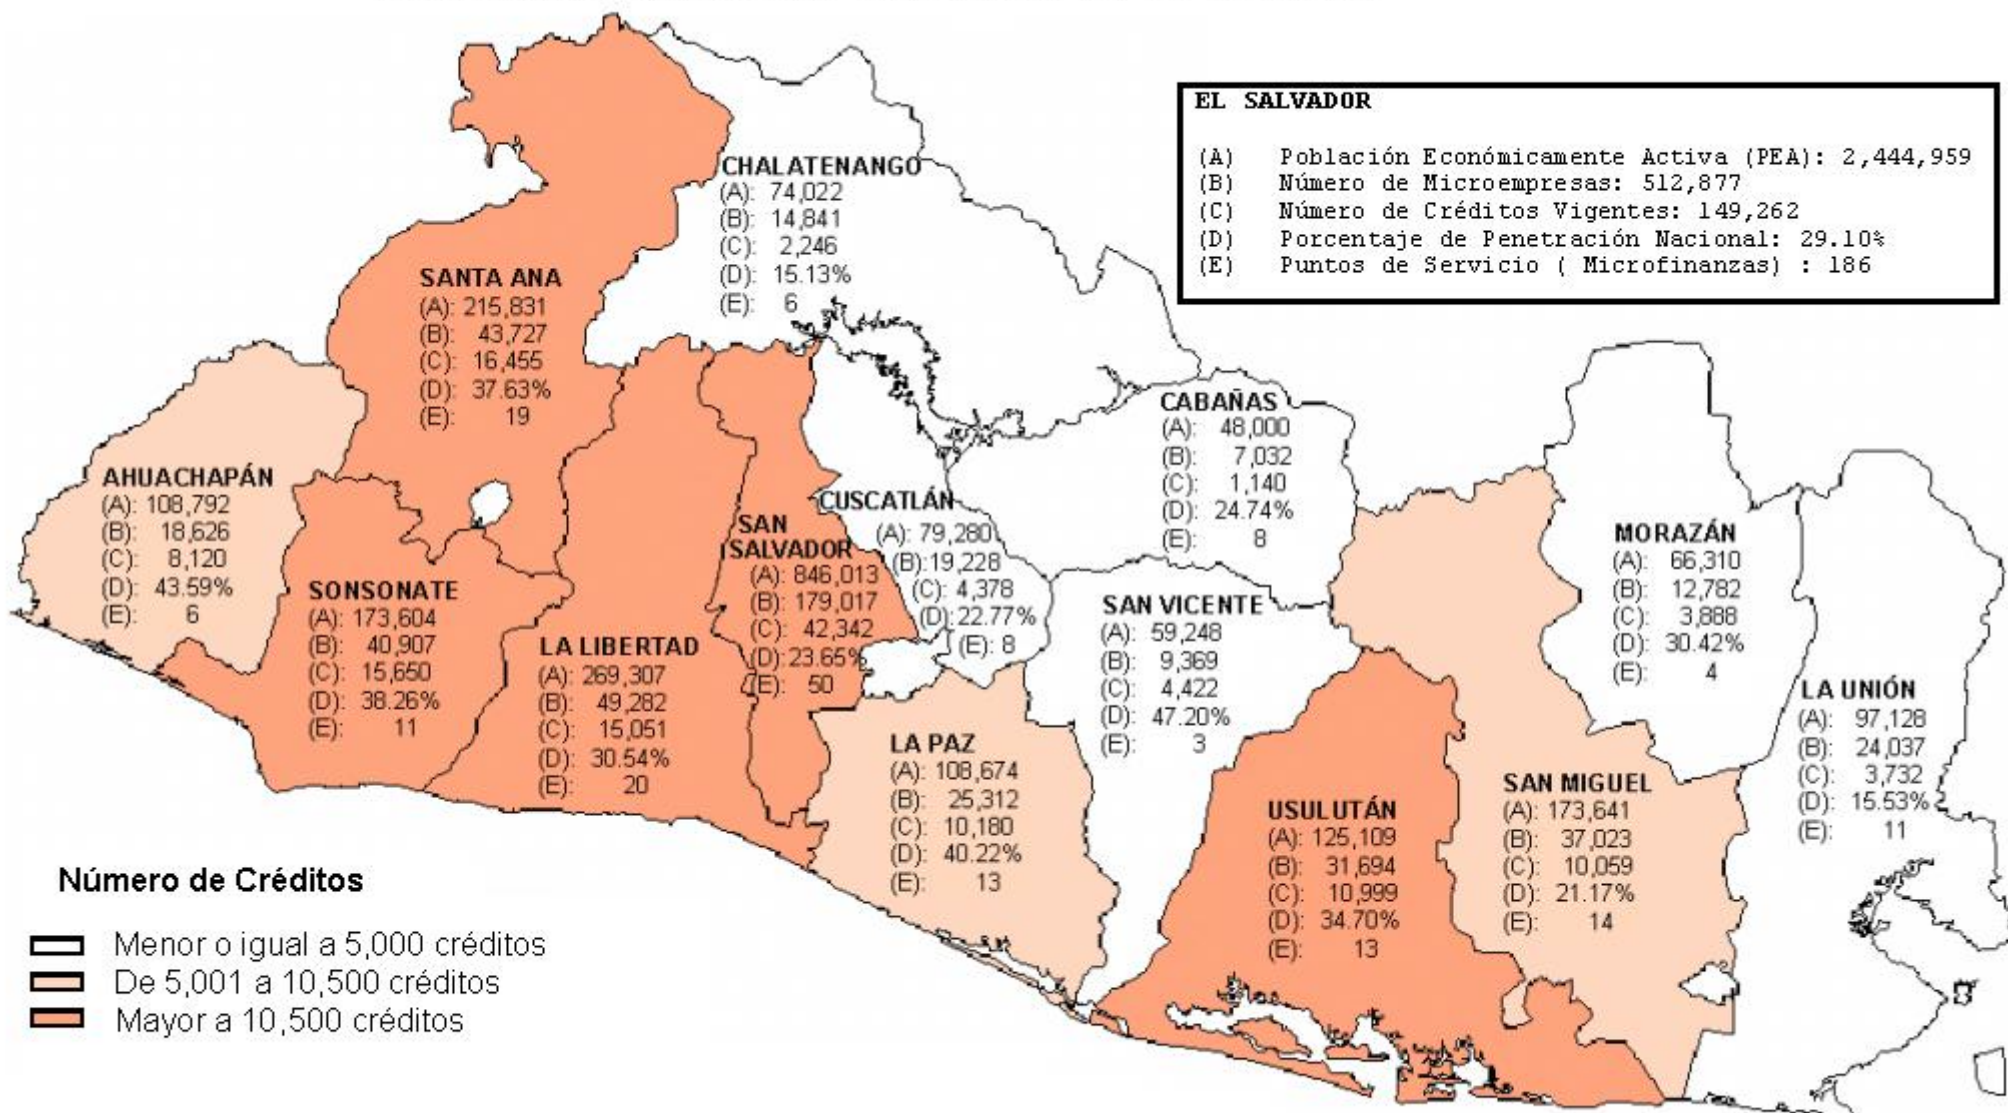 EL SALVADOR
(A) Población Económicamente Activa (PEA): 2,444,959
(B) Número de Microempresas: 512,877
(C) Número de Créditos Vigentes: 149,262
(D) Porcentaje de Penetración Nacional: 29.10%
(E) Puntos de Servicio ( Microfinanzas) : 186
CHALATENANGO
(A): 74,022
(B): 14,841
(C): 2,246
(D): 15.13%
(E): 6
SANTA ANA
(A): 215,831
(B): 43,727
(C): 16,455
(D): 37.63%
(E): 19
AHUACHAPÁN
(A): 108,792
(B): 18,626
(C): 8,120
(D): 43.59%
(E): 6
SONSONATE
(A): 173,604
(B): 40,907
(C): 15,650
(D): 38.26%
(E): 11
LA LIBERTAD
(A): 269,307
(B): 49,282
(C): 15,051
(D): 30.54%
(E): 20
SAN
SALVADOR
(A): 846,013
(B): 179,017
(C): 42,342
(D): 23.65%
(E): 50
CUSCATLÁN
(A): 79,280
(B): 19,228
(C): 4,378
(D): 22.77%
(E): 8
CABAÑAS
(A): 48,000
(B): 7,032
(C): 1,140
(D): 24.74%
(E): 8
SAN VICENTE
(A): 59,248
(B): 9,369
(C): 4,422
(D): 47.20%
(E): 3
LA PAZ
(A): 108,674
(B): 25,312
(C): 10,180
(D): 40.22%
(E): 13
USULUTÁN
(A): 125,109
(B): 31,694
(C): 10,999
(D): 34.70%
(E): 13
SAN MIGUEL
(A): 173,641
(B): 37,023
(C): 10,059
(D): 21.17%
(E): 14
MORAZÁN
(A): 66,310
(B): 12,782
(C): 3,888
(D): 30.42%
(E): 4
LA UNIÓN
(A): 97,128
(B): 24,037
(C): 3,732
(D): 15.53%
(E): 11
Número de Créditos
Menor o igual a 5,000 créditos
De 5,001 a 10,500 créditos
Mayor a 10,500 créditos